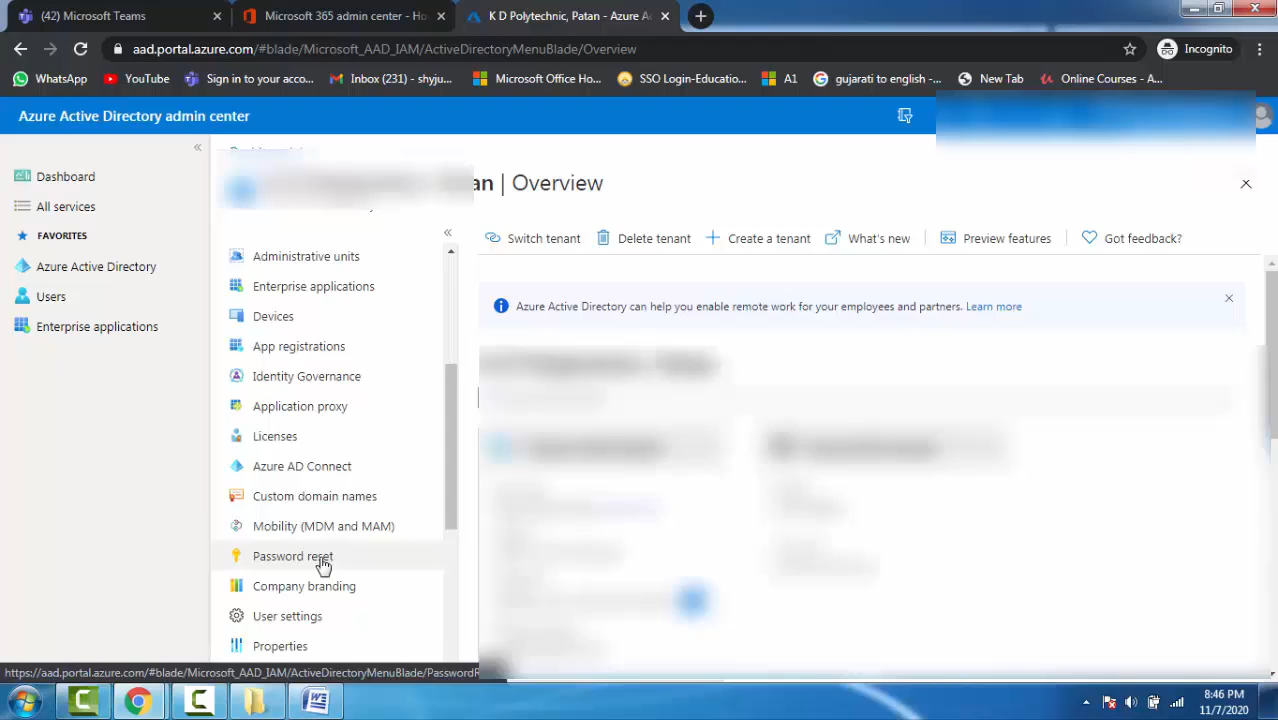 (42) Microsoft Teams
Microsoft 365 admin center - Ho
K D Polytechnic, Patan - Azure A
aad.portal.azure.com/#blade/Microsoft_AAD_IAM/ActiveDirectoryMenuBlade/Overview
Incognito
WhatsApp
YouTube
Sign in to your acco...
Inbox (231) - shyju...
Microsoft Office Ho...
SSO Login-Educatio...
A1
gujarati to english -...
New Tab
Online Courses - A...
Azure Active Directory admin center
Dashboard
All services
FAVORITES
Azure Active Directory
Users
Enterprise applications
an | Overview
Administrative units
Enterprise applications
Devices
App registrations
Identity Governance
Application proxy
Licenses
Azure AD Connect
Custom domain names
Mobility (MDM and MAM)
Password reset
Company branding
User settings
Properties
Switch tenant
Delete tenant
Create a tenant
What's new
Preview features
Got feedback?
Azure Active Directory can help you enable remote work for your employees and partners. Learn more
https://aad.portal.azure.com/#blade/Microsoft_AAD_IAM/ActiveDirectoryMenuBlade/PasswordR
8:46 PM
11/7/2020